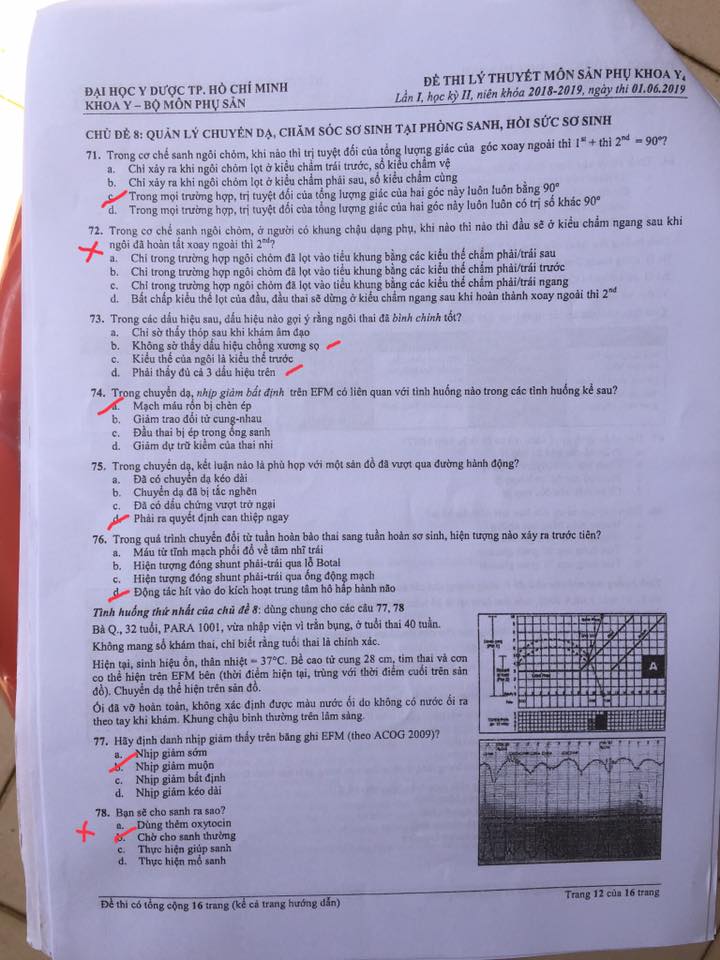 ĐẠI HỌC Y DƯỢC TP. HỒ CHÍ MINH
KHOA Y – BỘ MÔN PHỤ SẢN
ĐỀ THI LÝ THUYẾT MÔN SẢN PHỤ KHOA Y4
Lần I, học kỳ II, niên khóa 2018-2019, ngày thi 01.06.2019
CHỦ ĐỀ 8: QUẢN LÝ CHUYỂN DẠ, CHĂM SÓC SƠ SINH TẠI PHÒNG SANH, HỒI SỨC SƠ SINH
71. Trong cơ chế sanh ngôi chỏm, khi nào thì trị tuyệt đối của tổng lượng giác của góc xoay ngoài thì 1st + thì 2nd = 90º?
a. Chỉ xảy ra khi ngôi chỏm lọt ở kiểu chẩm trái trước, sổ kiểu chẩm vệ
b. Chỉ xảy ra khi ngôi chỏm lọt ở kiểu chẩm phải sau, sổ kiểu chẩm cùng
c. Trong mọi trường hợp, trị tuyệt đối của tổng lượng giác của hai góc này luôn luôn bằng 90º
d. Trong mọi trường hợp, trị tuyệt đối của tổng lượng giác của hai góc này luôn luôn có trị số khác 90º
72. Trong cơ chế sanh ngôi chỏm, ở người có khung chậu dạng phụ, khi nào thì nào thì đầu sẽ ở kiểu chẩm ngang sau khi
ngôi đã hoàn tất xoay ngoài thì 2nd?
a. Chỉ trong trường hợp ngôi chỏm đã lọt vào tiểu khung bằng các kiểu thế chẩm phải/trái sau
b. Chỉ trong trường hợp ngôi chỏm đã lọt vào tiểu khung bằng các kiểu thế chẩm phải/trái trước
c. Chỉ trong trường hợp ngôi chỏm đã lọt vào tiểu khung bằng các kiểu thế chẩm phải/trái ngang
d. Bất chấp kiểu thế lọt của đầu, đầu thai sẽ dừng ở kiểu chẩm ngang sau khi hoàn thành xoay ngoài thì 2nd
73. Trong các dấu hiệu sau, dấu hiệu nào gợi ý rằng ngôi thai đã bình chỉnh tốt?
a. Chỉ sờ thấy thóp sau khi khám âm đạo
b. Không sờ thấy dấu hiệu chồng xương sọ
c. Kiểu thế của ngôi là kiểu thế trước
d. Phải thấy đủ cả 3 dấu hiệu trên
74. Trong chuyển dạ, nhịp giảm bất định trên EFM có liên quan với tình huống nào trong các tình huống kể sau?
a. Mạch máu rốn bị chèn ép
b. Giảm trao đổi tử cung-nhau
c. Đầu thai bị ép trong ống sanh
d. Giảm dự trữ kiềm của thai nhi
75. Trong chuyển dạ, kết luận nào là phù hợp với một sản đồ đã vượt qua đường hành động?
a. Đã có chuyển dạ kéo dài
b. Chuyển dạ đã bị tắc nghẽn
c. Đã có dấu chứng vượt trở ngại
d. Phải ra quyết định can thiệp ngay
76. Trong quá trình chuyển đổi từ tuần hoàn bào thai sang tuần hoàn sơ sinh, hiện tượng nào xảy ra trước tiên?
a. Máu từ tĩnh mạch phổi đổ về tâm nhĩ trái
b. Hiện tượng đóng shunt phải-trái qua lỗ Botal
c. Hiện tượng đóng shunt phải-trái qua ống động mạch
d. Động tác hít vào do kích hoạt trung tâm hô hấp hành não
Tình huống thứ nhất của chủ đề 8: dùng chung cho các câu 77, 78
Bà Q., 32 tuổi, PARA 1001, vừa nhập viện vì trằn bụng, ở tuổi thai 40 tuần.
Không mang sổ khám thai, chỉ biết rằng tuổi thai là chính xác.
Hiện tại, sinh hiệu ổn, thân nhiệt = 37ºC. Bề cao tử cung 28 cm, tim thai và cơn
co thể hiện trên EFM bên (thời điểm hiện tại, trùng với thời điểm cuối trên sản
đồ). Chuyển dạ thể hiện trên sản đồ.
Ối đã vỡ hoàn toàn, không xác định được màu nước ối do không có nước ối ra
theo tay khi khám. Khung chậu bình thường trên lâm sàng.
A
77. Hãy định danh nhịp giảm thấy trên băng ghi EFM (theo ACOG 2009)?
a. Nhịp giảm sớm
b. Nhịp giảm muộn
c. Nhịp giảm bất định
d. Nhịp giảm kéo dài
78. Bạn sẽ cho sanh ra sao?
a. Dùng thêm oxytocin
b. Chờ cho sanh thường
c. Thực hiện giúp sanh
d. Thực hiện mổ sanh
Đề thi có tổng cộng 16 trang (kể cả trang hướng dẫn)
Trang 12 của 16 trang